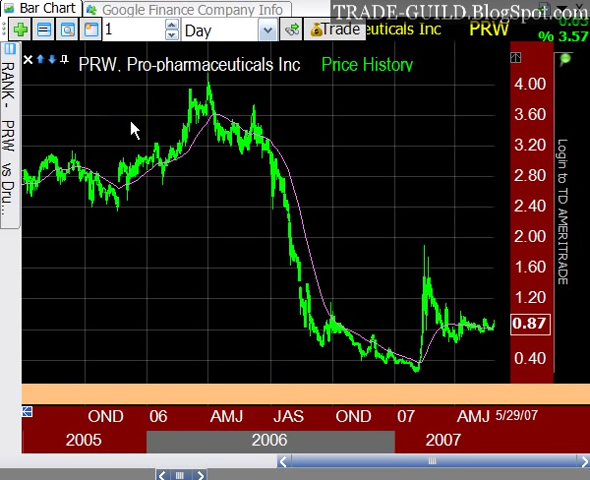 Bar Chart
Google Finance Company Info
TRADE-GUILD.BlogSpot.com
1
Day
Trade
euticals Inc
PRW
% 3.57
RANK - PRW vs Dru...
PRW, Pro-pharmaceuticals Inc
Price History
4.00
3.60
3.20
2.80
2.40
2.00
1.60
1.20
0.87
0.40
Login to TD AMERITRADE
OND
06
AMJ
JAS
OND
07
AMJ
5/29/07
2005
2006
2007